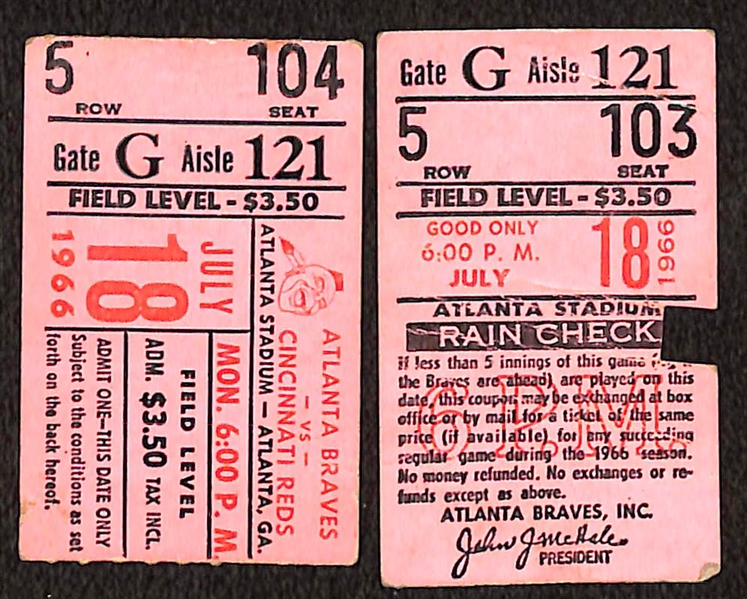 5 104
ROW SEAT
Gate G Aisle 121
FIELD LEVEL - $3.50
JULY
18
1966
ATLANTA BRAVES
- VS -
CINCINNATI REDS
ATLANTA STADIUM - ATLANTA, GA.
MON. 6:00 P. M.
FIELD LEVEL
ADM. $3.50 TAX INCL.
ADMIT ONE-THIS DATE ONLY
Subject to the conditions as set
forth on the back hereof.
Gate G Aisle 121
5 103
ROW SEAT
FIELD LEVEL - $3.50
GOOD ONLY
6:00 P. M.
JULY
18
1966
ATLANTA STADIUM
RAIN CHECK
If less than 5 innings of this game
the Braves are ahead) are played on this
date, this coupon may be exchanged at box
office or by mail for a ticket of the same
price (if available) for any succeeding
regular game during the 1966 season.
No money refunded. No exchanges or re-
funds except as above.
6 P.M.
ATLANTA BRAVES, INC.
John J. McHale
PRESIDENT